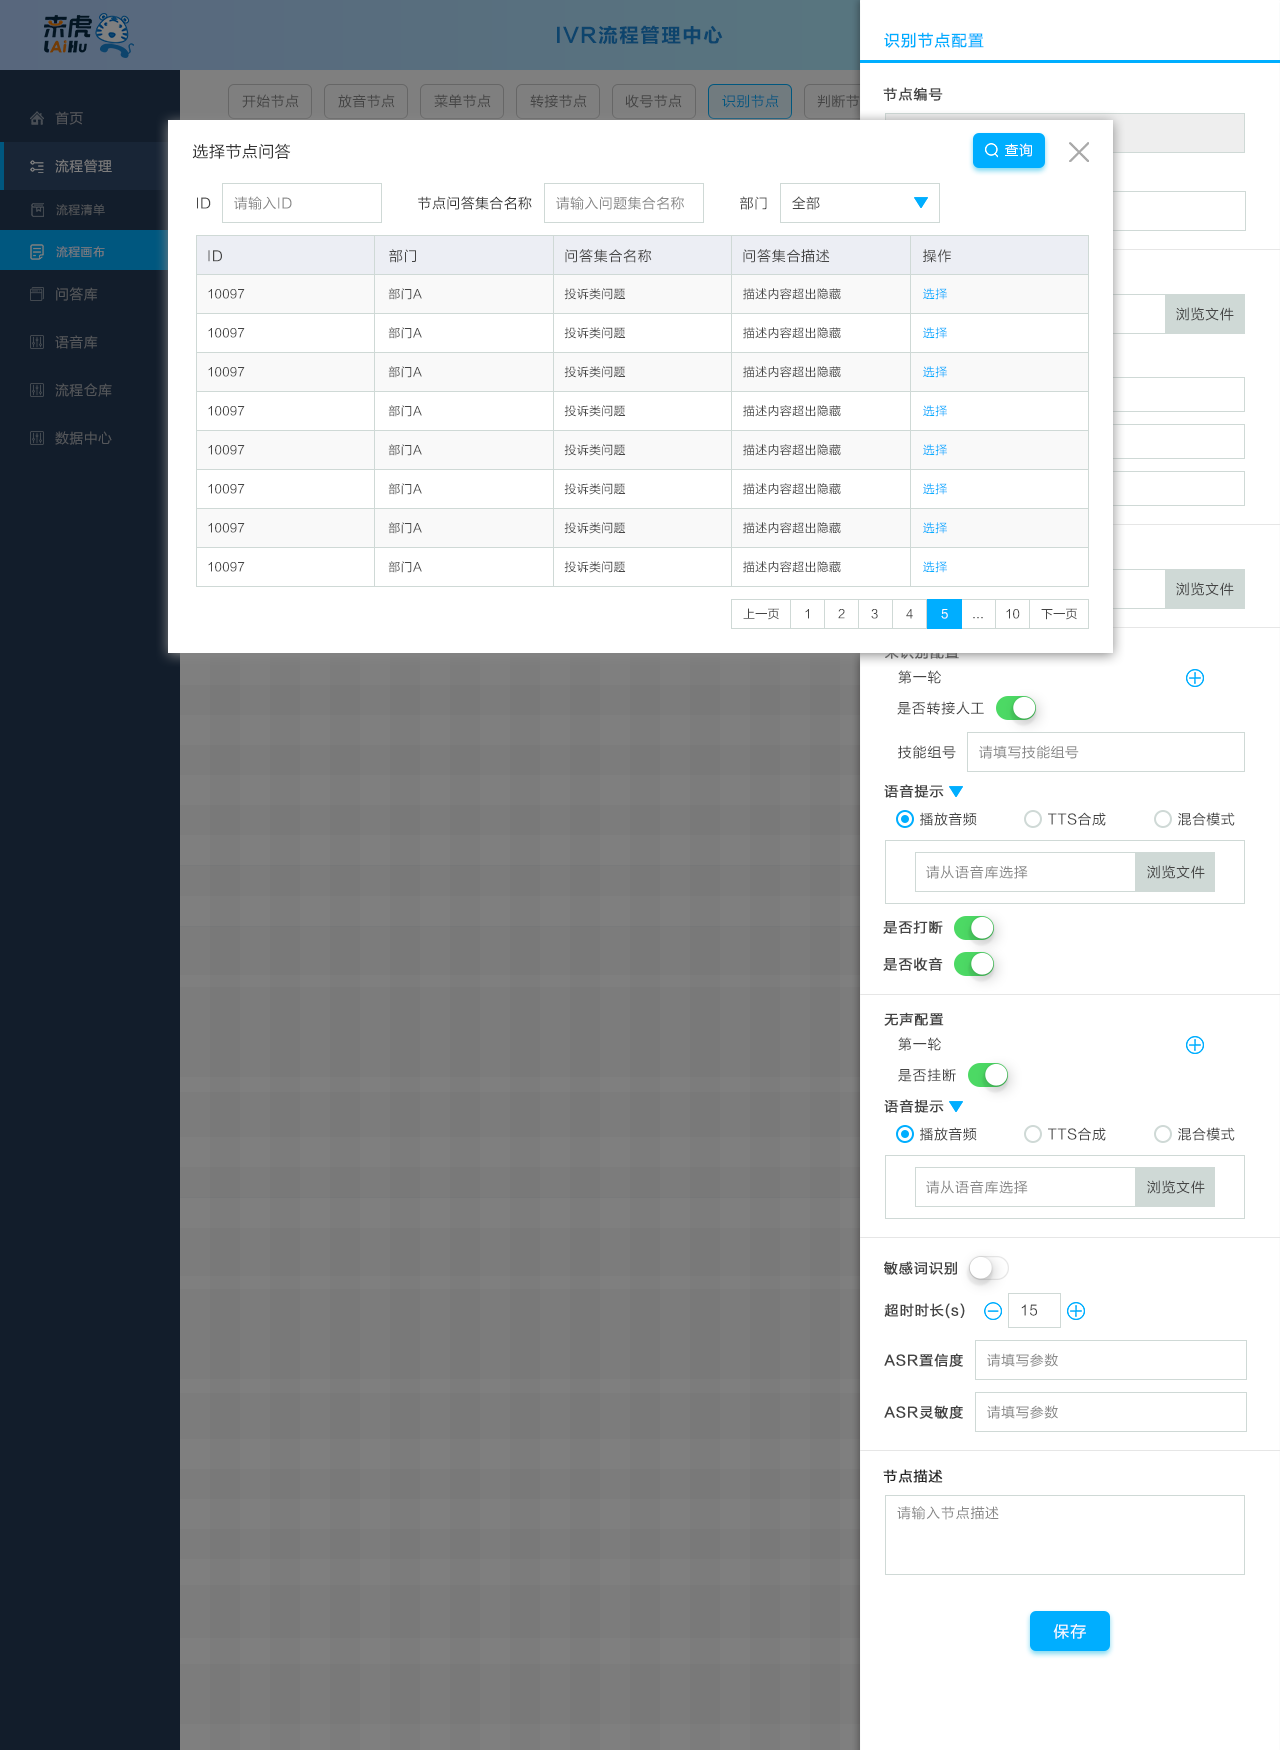 来虎
LAiHu
IVR流程管理中心
识别节点配置
开始节点
放音节点
菜单节点
转接节点
收号节点
识别节点
判断节
节点编号
首页
流程管理
流程清单
流程画布
问答库
语音库
流程仓库
数据中心
选择节点问答
查询
ID
请输入ID
节点问答集合名称
请输入问题集合名称
部门
全部
ID 部门 问答集合名称 问答集合描述 操作
10097 部门A 投诉类问题 描述内容超出隐藏 选择
10097 部门A 投诉类问题 描述内容超出隐藏 选择
10097 部门A 投诉类问题 描述内容超出隐藏 选择
10097 部门A 投诉类问题 描述内容超出隐藏 选择
10097 部门A 投诉类问题 描述内容超出隐藏 选择
10097 部门A 投诉类问题 描述内容超出隐藏 选择
10097 部门A 投诉类问题 描述内容超出隐藏 选择
10097 部门A 投诉类问题 描述内容超出隐藏 选择
上一页 1 2 3 4 5 ... 10 下一页
浏览文件
浏览文件
未识别配置
第一轮
是否转接人工
技能组号
请填写技能组号
语音提示
播放音频
TTS合成
混合模式
请从语音库选择
浏览文件
是否打断
是否收音
无声配置
第一轮
是否挂断
语音提示
播放音频
TTS合成
混合模式
请从语音库选择
浏览文件
敏感词识别
超时时长(s)
15
ASR置信度
请填写参数
ASR灵敏度
请填写参数
节点描述
请输入节点描述
保存